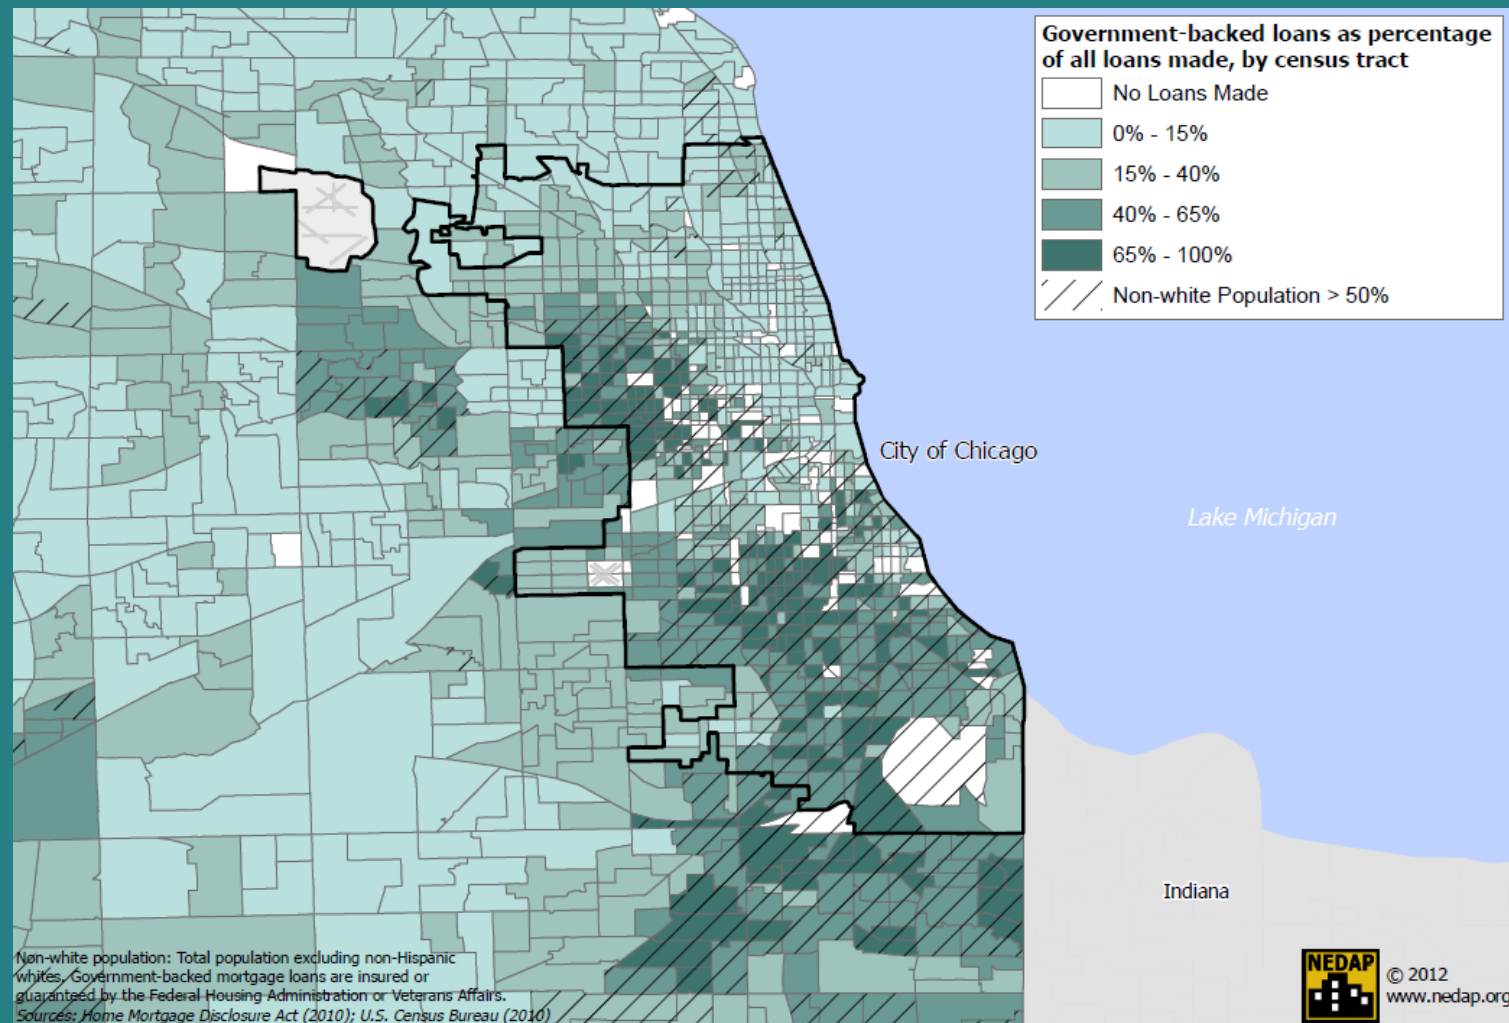 Government-backed loans as percentage
of all loans made, by census tract
No Loans Made
0% - 15%
15% - 40%
40% - 65%
65% - 100%
Non-white Population > 50%
City of Chicago
Lake Michigan
Indiana
Non-white population: Total population excluding non-Hispanic
whites. Government-backed mortgage loans are insured or
guaranteed by the Federal Housing Administration or Veterans Affairs.
Sources: Home Mortgage Disclosure Act (2010); U.S. Census Bureau (2010)
NEDAP
© 2012
www.nedap.org